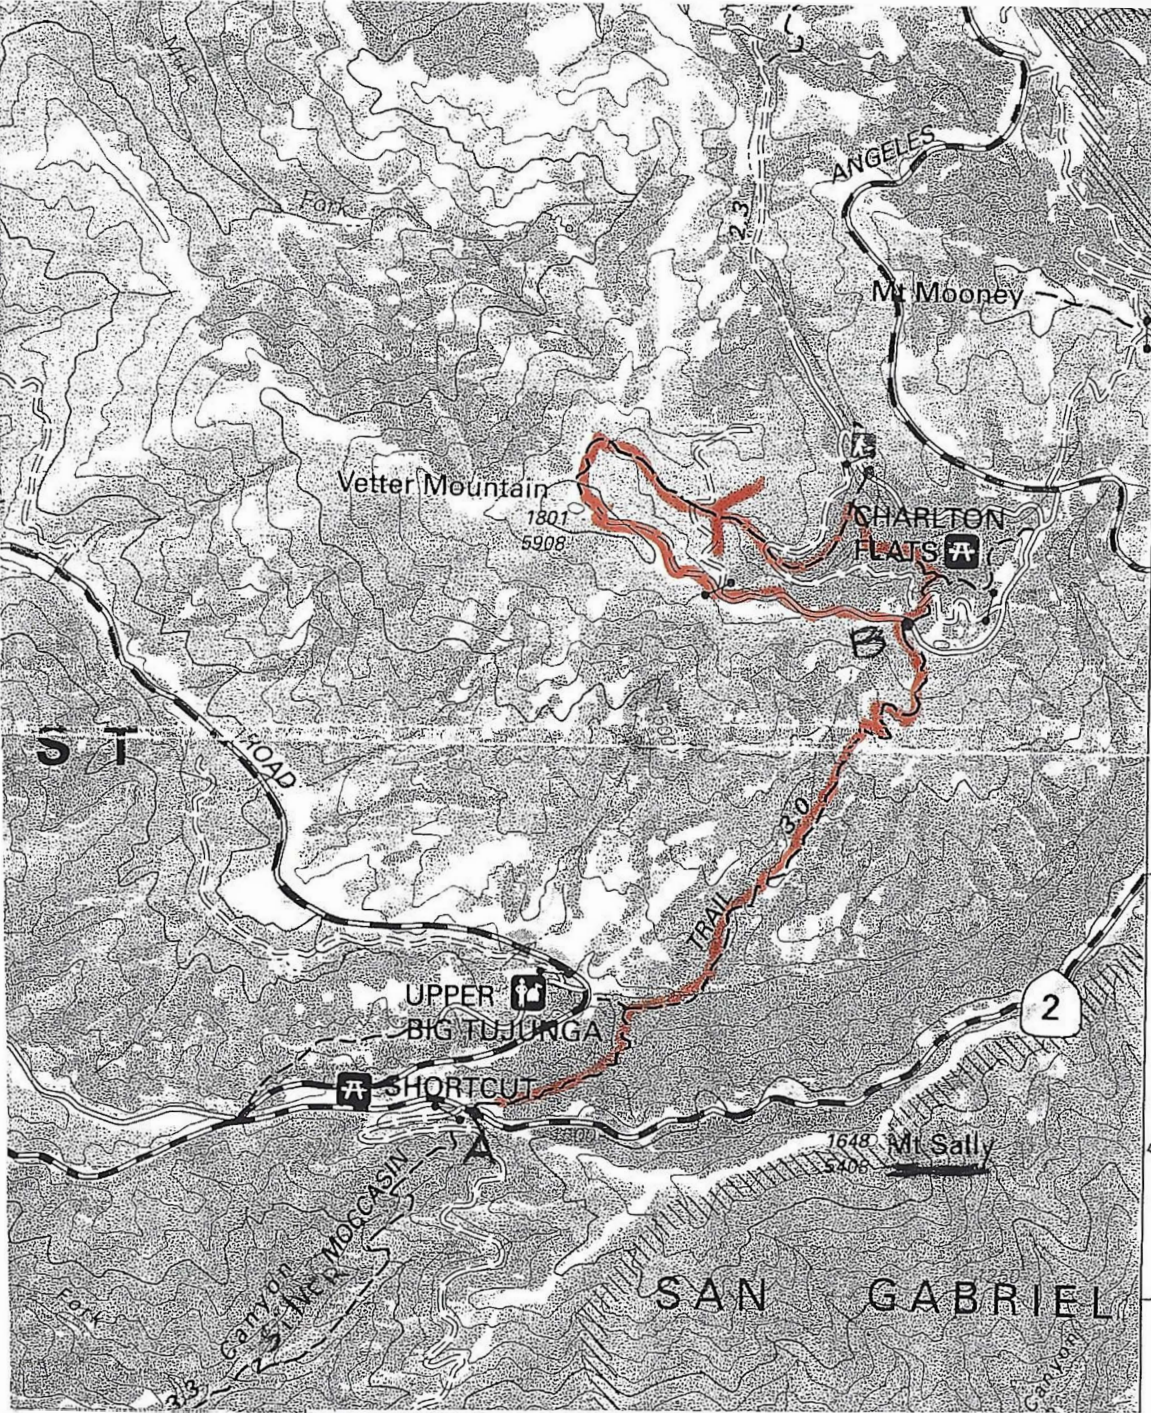 Mule
Fork
ANGELES
2.3
Mt Mooney
Vetter Mountain
1801
5908
CHARLTON
FLATS
B
S T
ROAD
3.0
TRAIL
UPPER
BIG TUJUNGA
2
SHORTCUT
A
1648
5408
Mt Sally
SILVER MOCCASIN
Canyon
Fork
SAN GABRIEL
3.3
Canyon